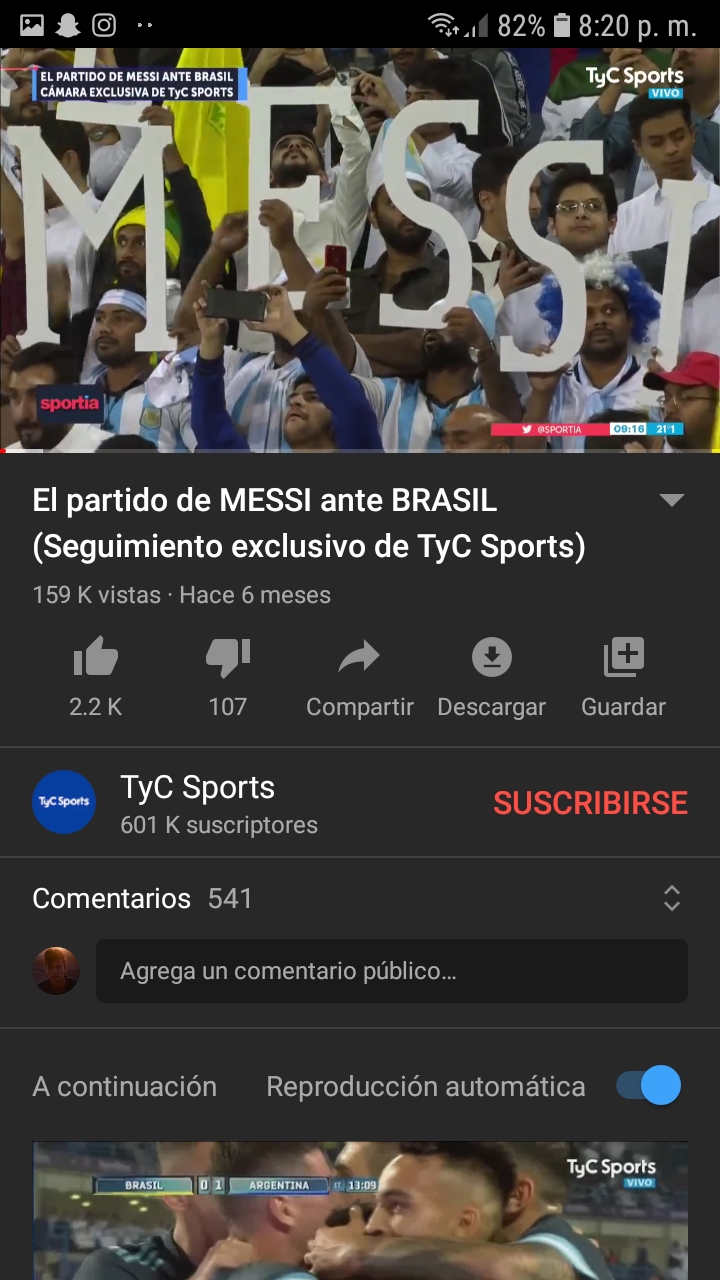 82% 8:20 p. m.
EL PARTIDO DE MESSI ANTE BRASIL
CÁMARA EXCLUSIVA DE TyC SPORTS
TyC Sports
VIVO
MESSI
sportia
@SPORTIA 09:16 21°1
El partido de MESSI ante BRASIL
(Seguimiento exclusivo de TyC Sports)
159 K vistas · Hace 6 meses
2.2 K 107 Compartir Descargar Guardar
TyC Sports
TyC Sports
601 K suscriptores
SUSCRIBIRSE
Comentarios 541
Agrega un comentario público...
A continuación Reproducción automática
TyC Sports
VIVO
BRASIL 0 1 ARGENTINA 13:09